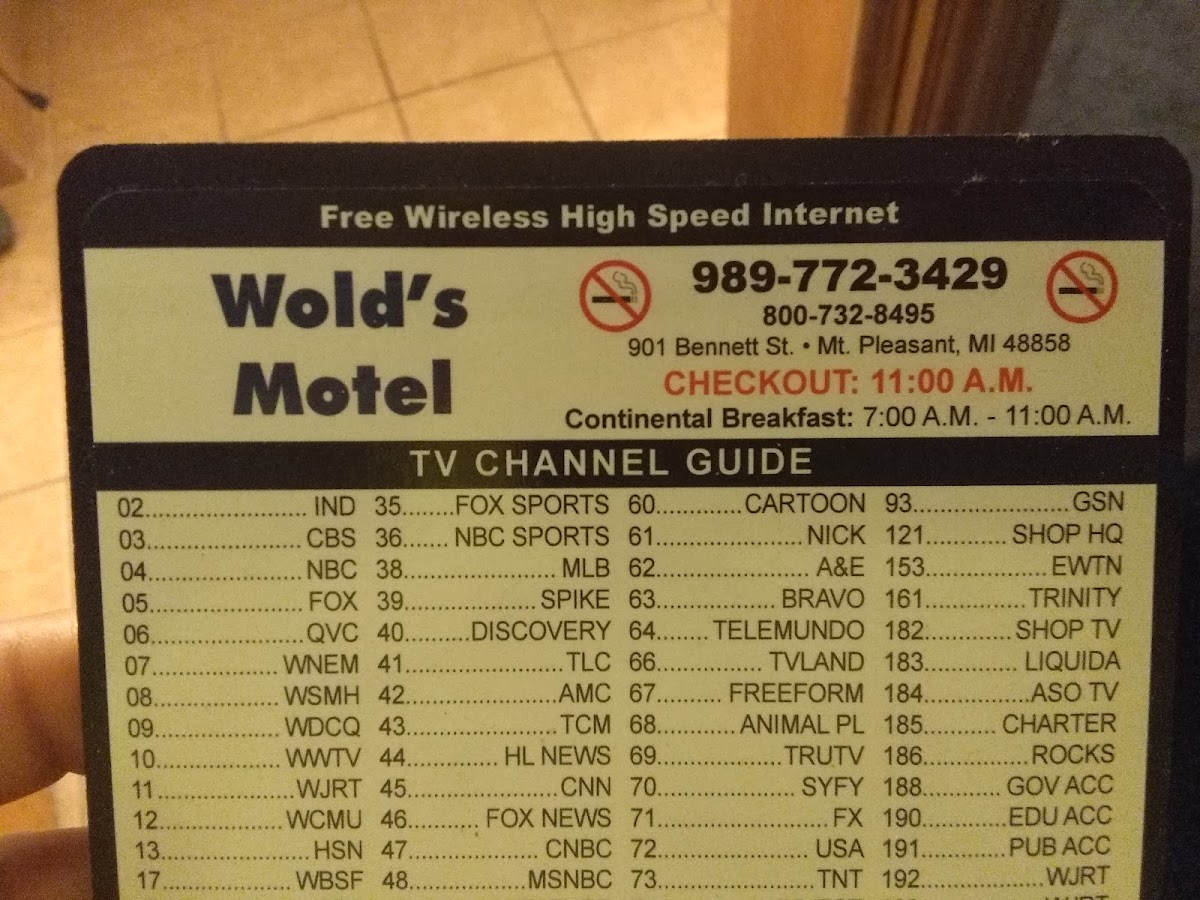 Free Wireless High Speed Internet
Wold's
Motel
989-772-3429
800-732-8495
901 Bennett St. • Mt. Pleasant, MI 48858
CHECKOUT: 11:00 A.M.
Continental Breakfast: 7:00 A.M. - 11:00 A.M.
TV CHANNEL GUIDE
02.......................... IND
03......................... CBS
04......................... NBC
05......................... FOX
06......................... QVC
07..................... WNEM
08..................... WSMH
09..................... WDCQ
10..................... WWTV
11...................... WJRT
12..................... WCMU
13......................... HSN
17...................... WBSF
35........FOX SPORTS
36....... NBC SPORTS
38........................ MLB
39..................... SPIKE
40..........DISCOVERY
41.........................TLC
42.........................AMC
43.........................TCM
44................ HL NEWS
45........................ CNN
46.......... FOX NEWS
47...................... CNBC
48....................MSNBC
60.............CARTOON
61........................ NICK
62......................... A&E
63................... BRAVO
64........ TELEMUNDO
66.................. TVLAND
67.......... FREEFORM
68.......... ANIMAL PL
69................... TRUTV
70...................... SYFY
71............................ FX
72........................ USA
73.........................TNT
93........................GSN
121............ SHOP HQ
153................... EWTN
161................TRINITY
182............. SHOP TV
183............... LIQUIDA
184................ASO TV
185............ CHARTER
186.................ROCKS
188............. GOV ACC
190............. EDU ACC
191............. PUB ACC
192...................WJRT